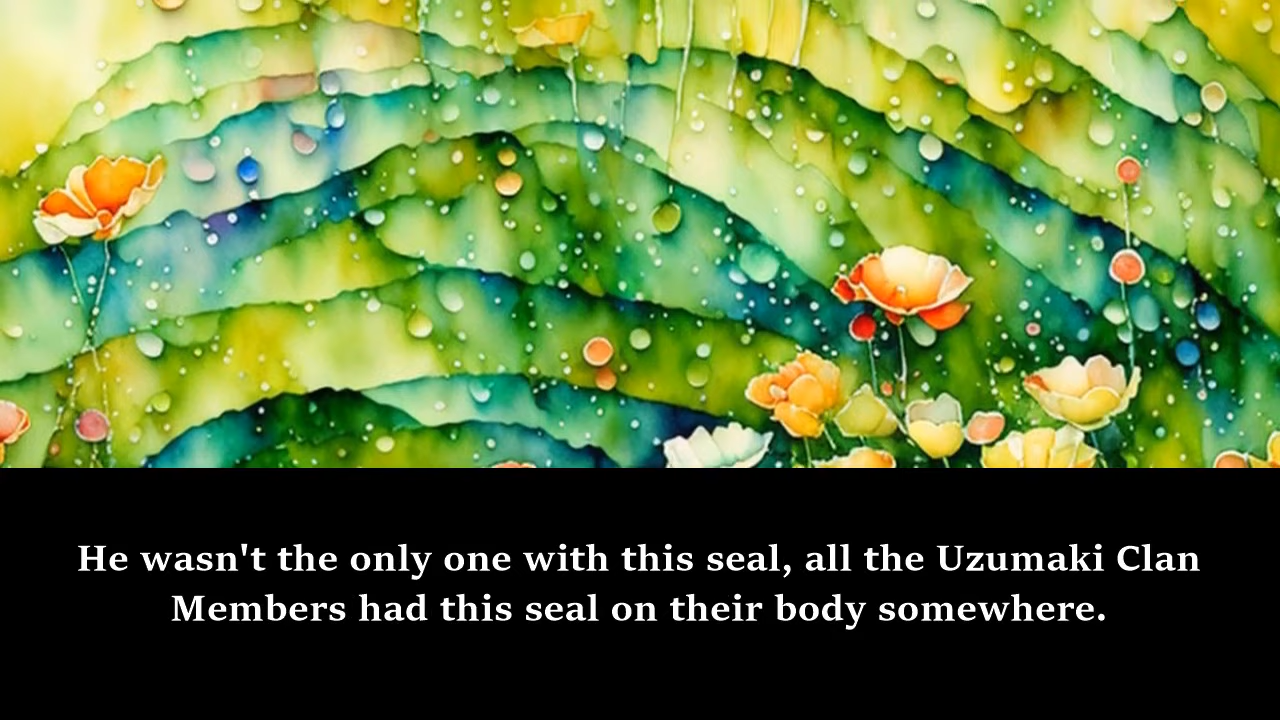 He wasn't the only one with this seal, all the Uzumaki Clan
Members had this seal on their body somewhere.